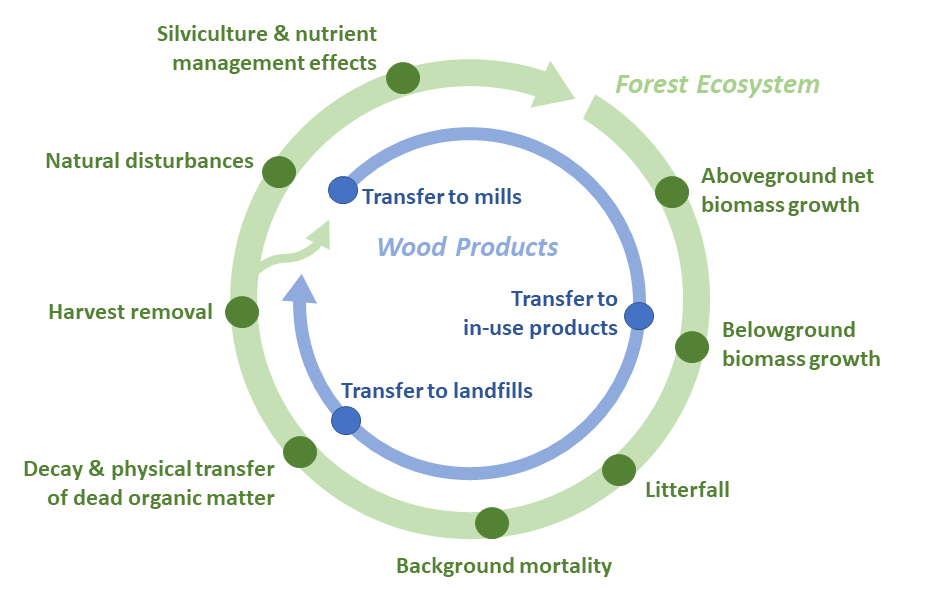 Silviculture & nutrient
management effects
Forest Ecosystem
Natural disturbances
Aboveground net
biomass growth
Transfer to mills
Wood Products
Harvest removal
Transfer to
in-use products
Belowground
biomass growth
Transfer to landfills
Decay & physical transfer
of dead organic matter
Litterfall
Background mortality